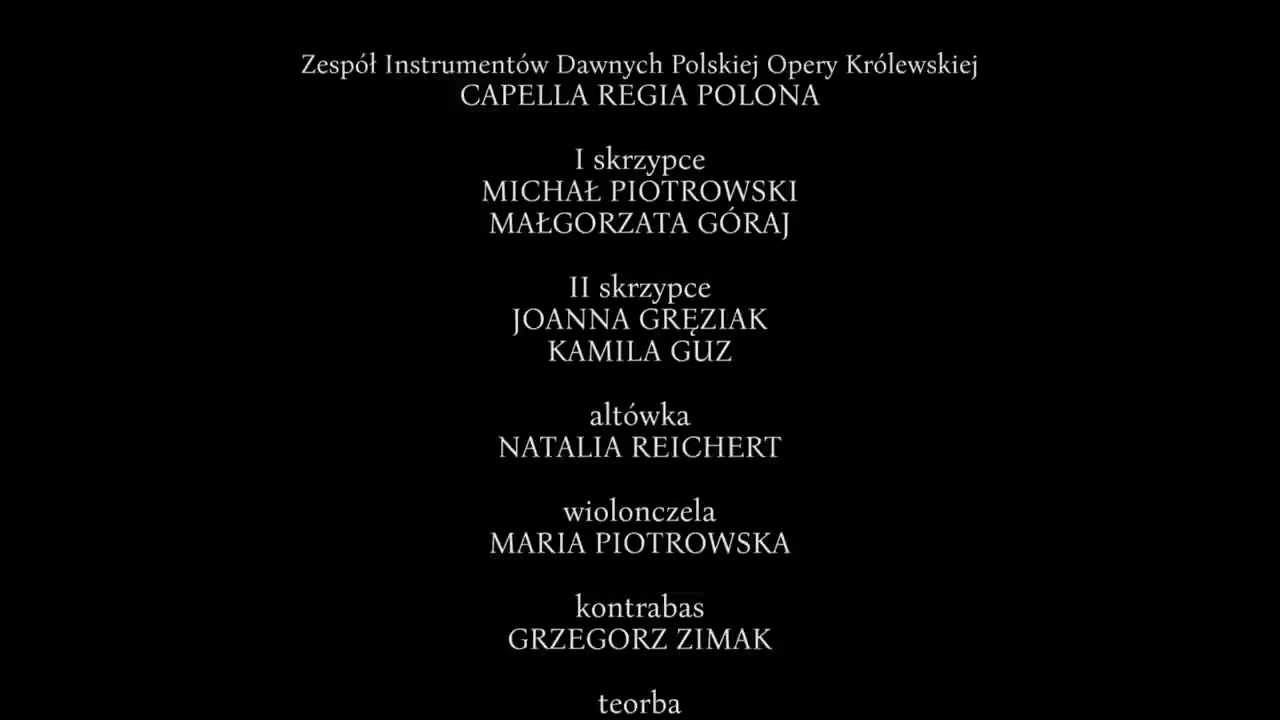 Zespół Instrumentów Dawnych Polskiej Opery Królewskiej
CAPELLA REGIA POLONA
I skrzypce
MICHAŁ PIOTROWSKI
MAŁGORZATA GÓRAJ
II skrzypce
JOANNA GRĘZIAK
KAMILA GUZ
altówka
NATALIA REICHERT
wiolonczela
MARIA PIOTROWSKA
kontrabas
GRZEGORZ ZIMAK
teorba